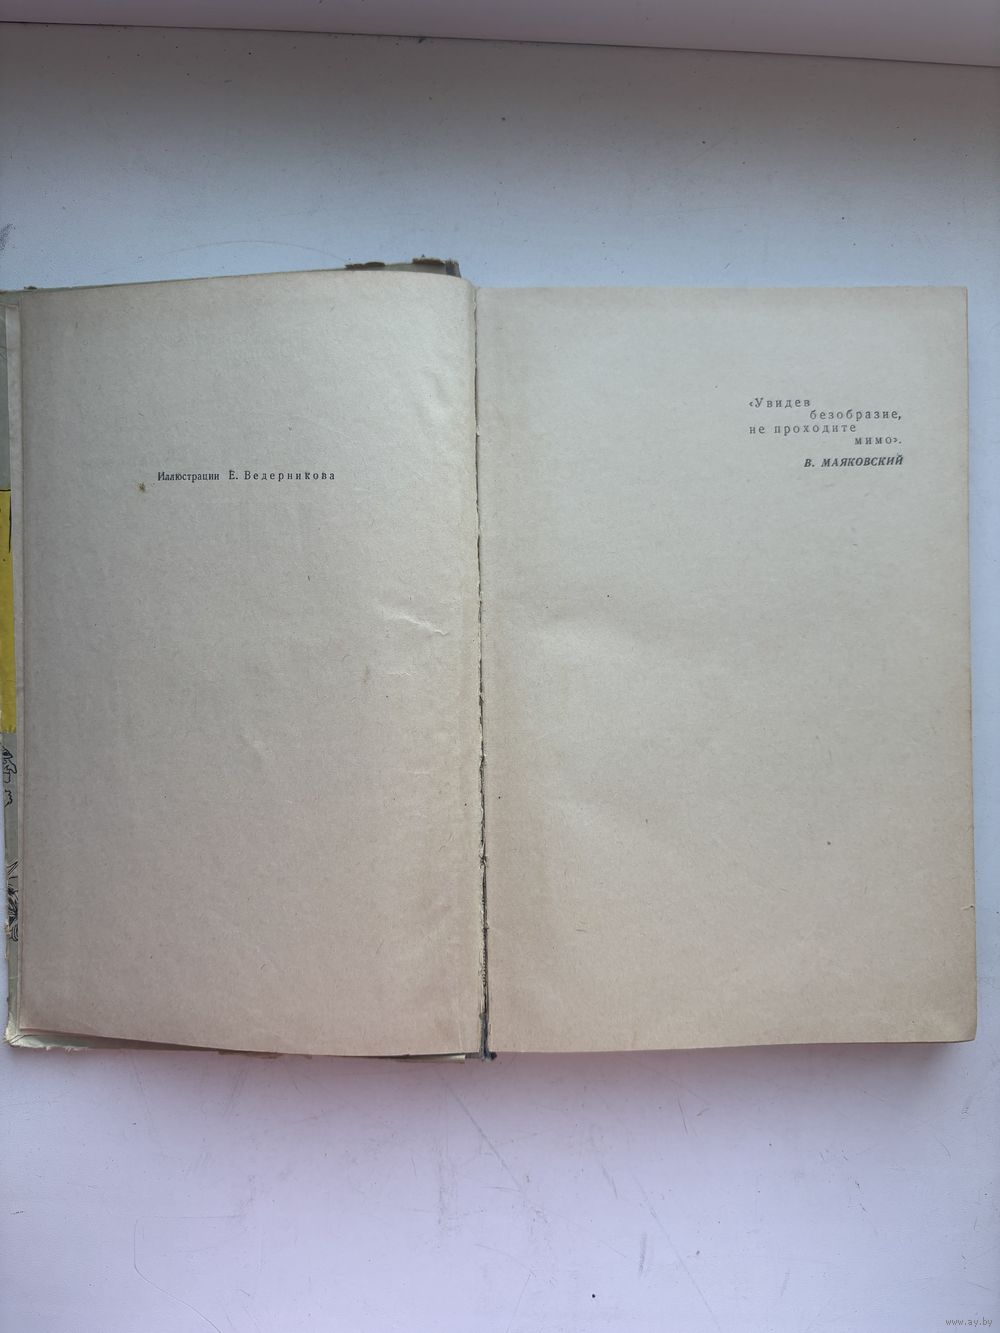 Иллюстрации Е. Ведерникова
«Увидев
безобразие,
не проходите
мимо».
В. МАЯКОВСКИЙ
www.ay.by